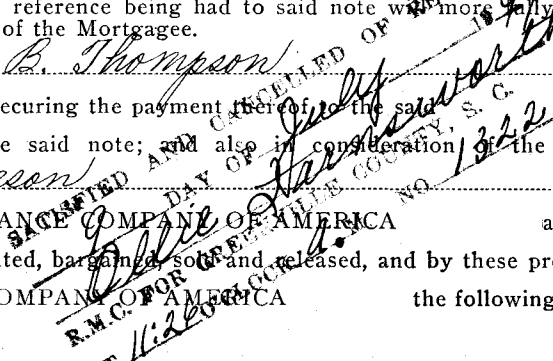 reference being had to said note will more fully
of the Mortgagee.
B. Thompson
ecuring the payment thereof to the said
e said note; and also in consideration of the
son
ANCE COMPANY OF AMERICA a
ted, bargained, sold and released, and by these pre
OMPANY OF AMERICA the following
SATISFIED AND CANCELLED OF RE
DAY OF July 19
Ollie Farnsworth
R.M.C. FOR GREENVILLE COUNTY, S. C.
11:26 O'CLOCK A. M. NO. 1322